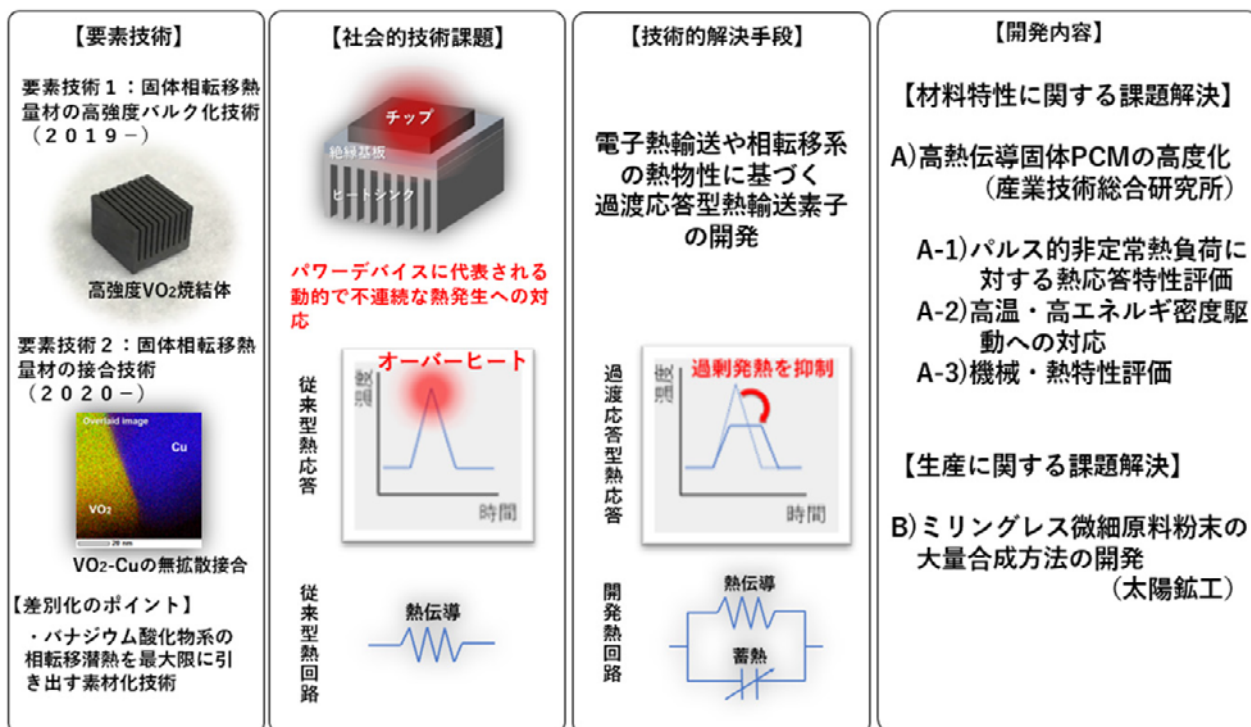 【要素技術】
要素技術１：固体相転移熱
量材の高強度バルク化技術
（２０１９－）
高強度VO₂焼結体
要素技術２：固体相転移熱
量材の接合技術
（２０２０－）
Overlaid image
Cu
VO₂
20 nm
VO₂-Cuの無拡散接合
【差別化のポイント】
・バナジウム酸化物系の
相転移潜熱を最大限に引
き出す素材化技術
【社会的技術課題】
チップ
絶縁基板
ヒートシンク
パワーデバイスに代表される
動的で不連続な熱発生への対
応
従来型熱応答
オーバーヒート
温度
時間
従来型熱回路
熱伝導
【技術的解決手段】
電子熱輸送や相転移系
の熱物性に基づく
過渡応答型熱輸送素子
の開発
過渡応答型熱応答
過剰発熱を抑制
温度
時間
開発熱回路
熱伝導
蓄熱
【開発内容】
【材料特性に関する課題解決】
A)高熱伝導固体PCMの高度化
（産業技術総合研究所）
A-1)パルス的非定常熱負荷に
対する熱応答特性評価
A-2)高温・高エネルギ密度駆
動への対応
A-3)機械・熱特性評価
【生産に関する課題解決】
B)ミリングレス微細原料粉末の
大量合成方法の開発
（太陽鉱工）